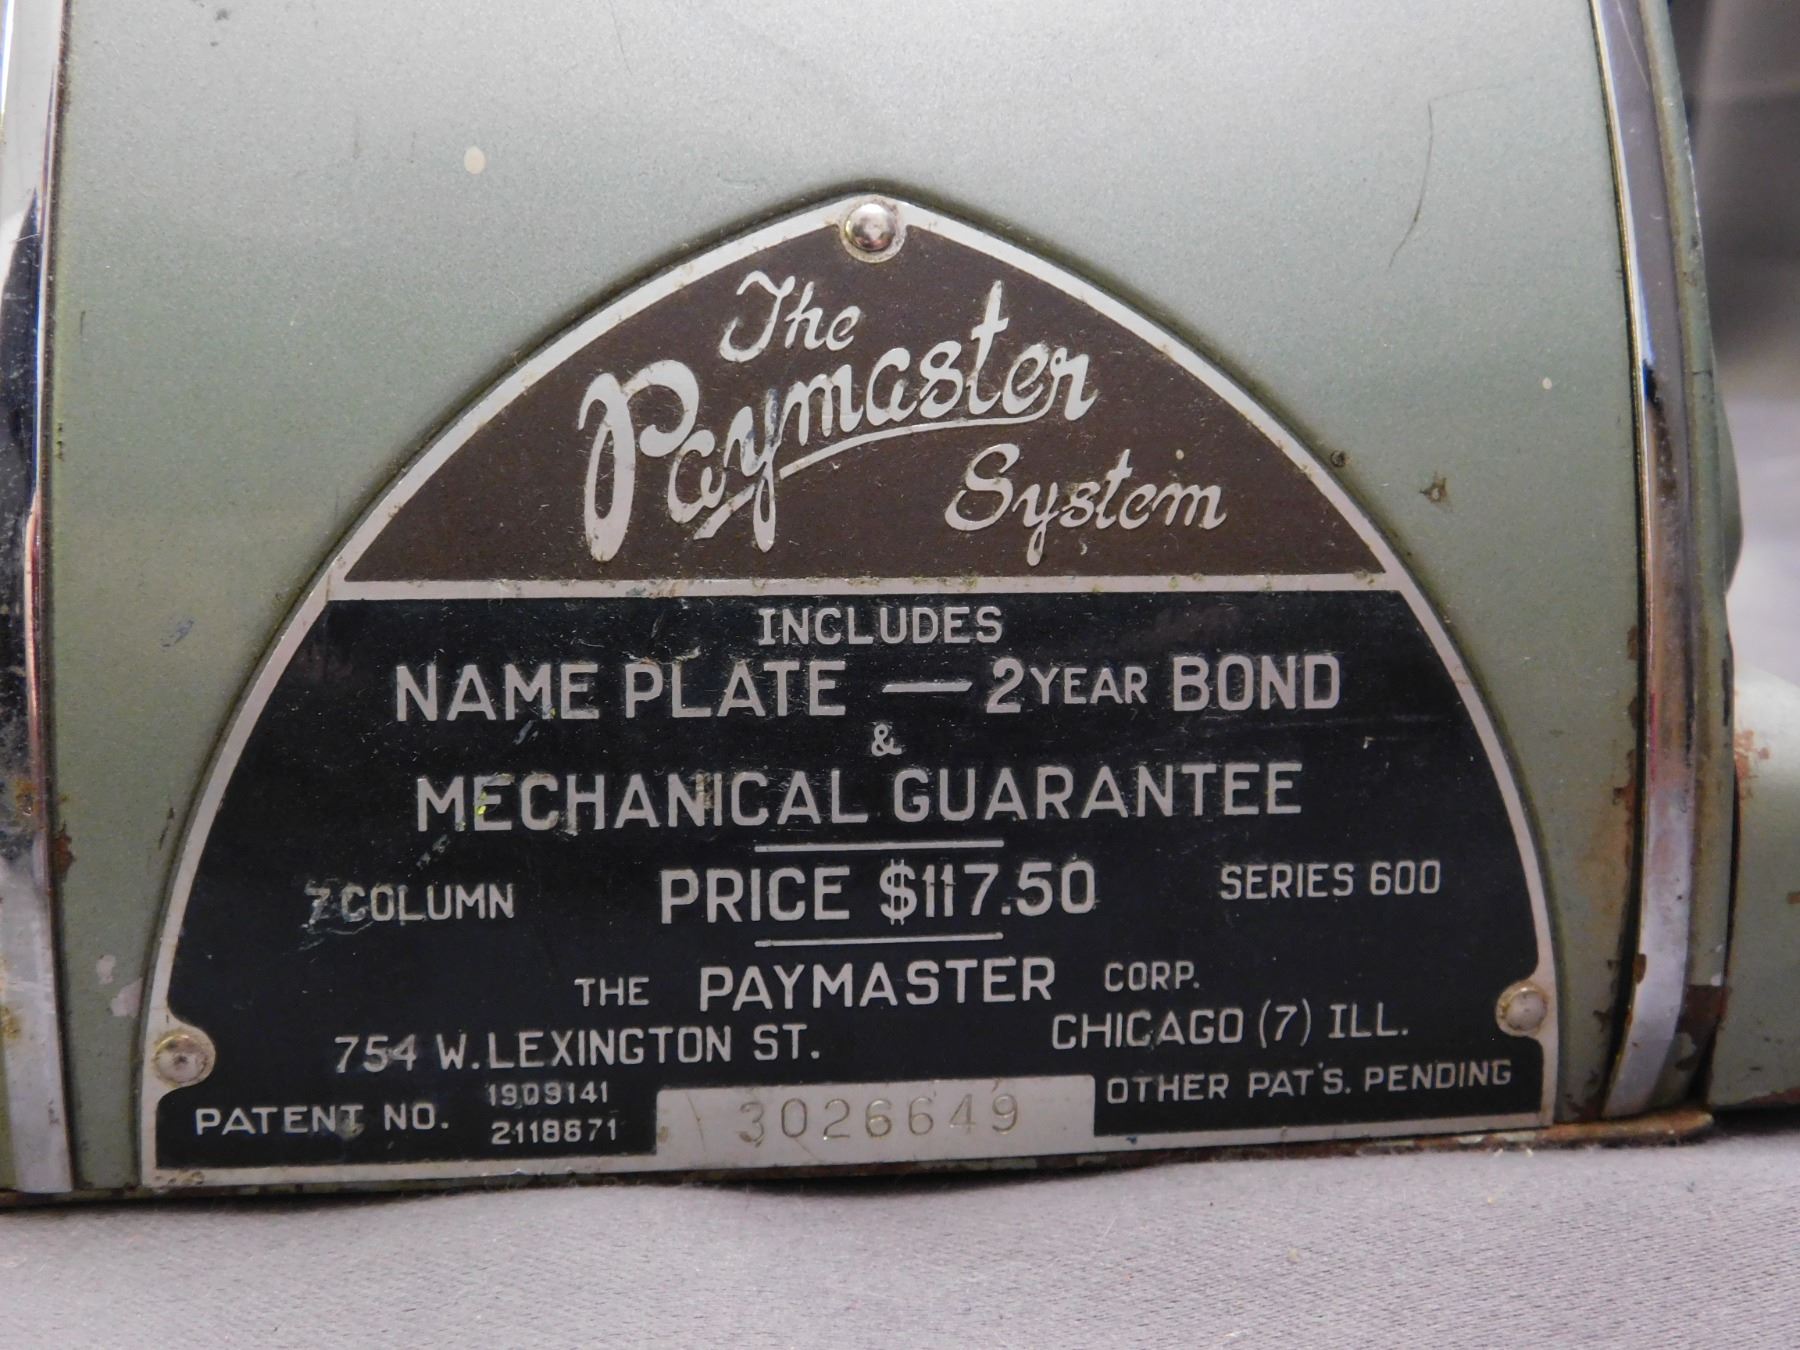 The
Paymaster
System
INCLUDES
NAME PLATE — 2 YEAR BOND
&
MECHANICAL GUARANTEE
7 COLUMN PRICE $117.50 SERIES 600
THE PAYMASTER CORP.
754 W. LEXINGTON ST. CHICAGO (7) ILL.
PATENT NO. 1909141
2118671
3026649
OTHER PAT'S. PENDING